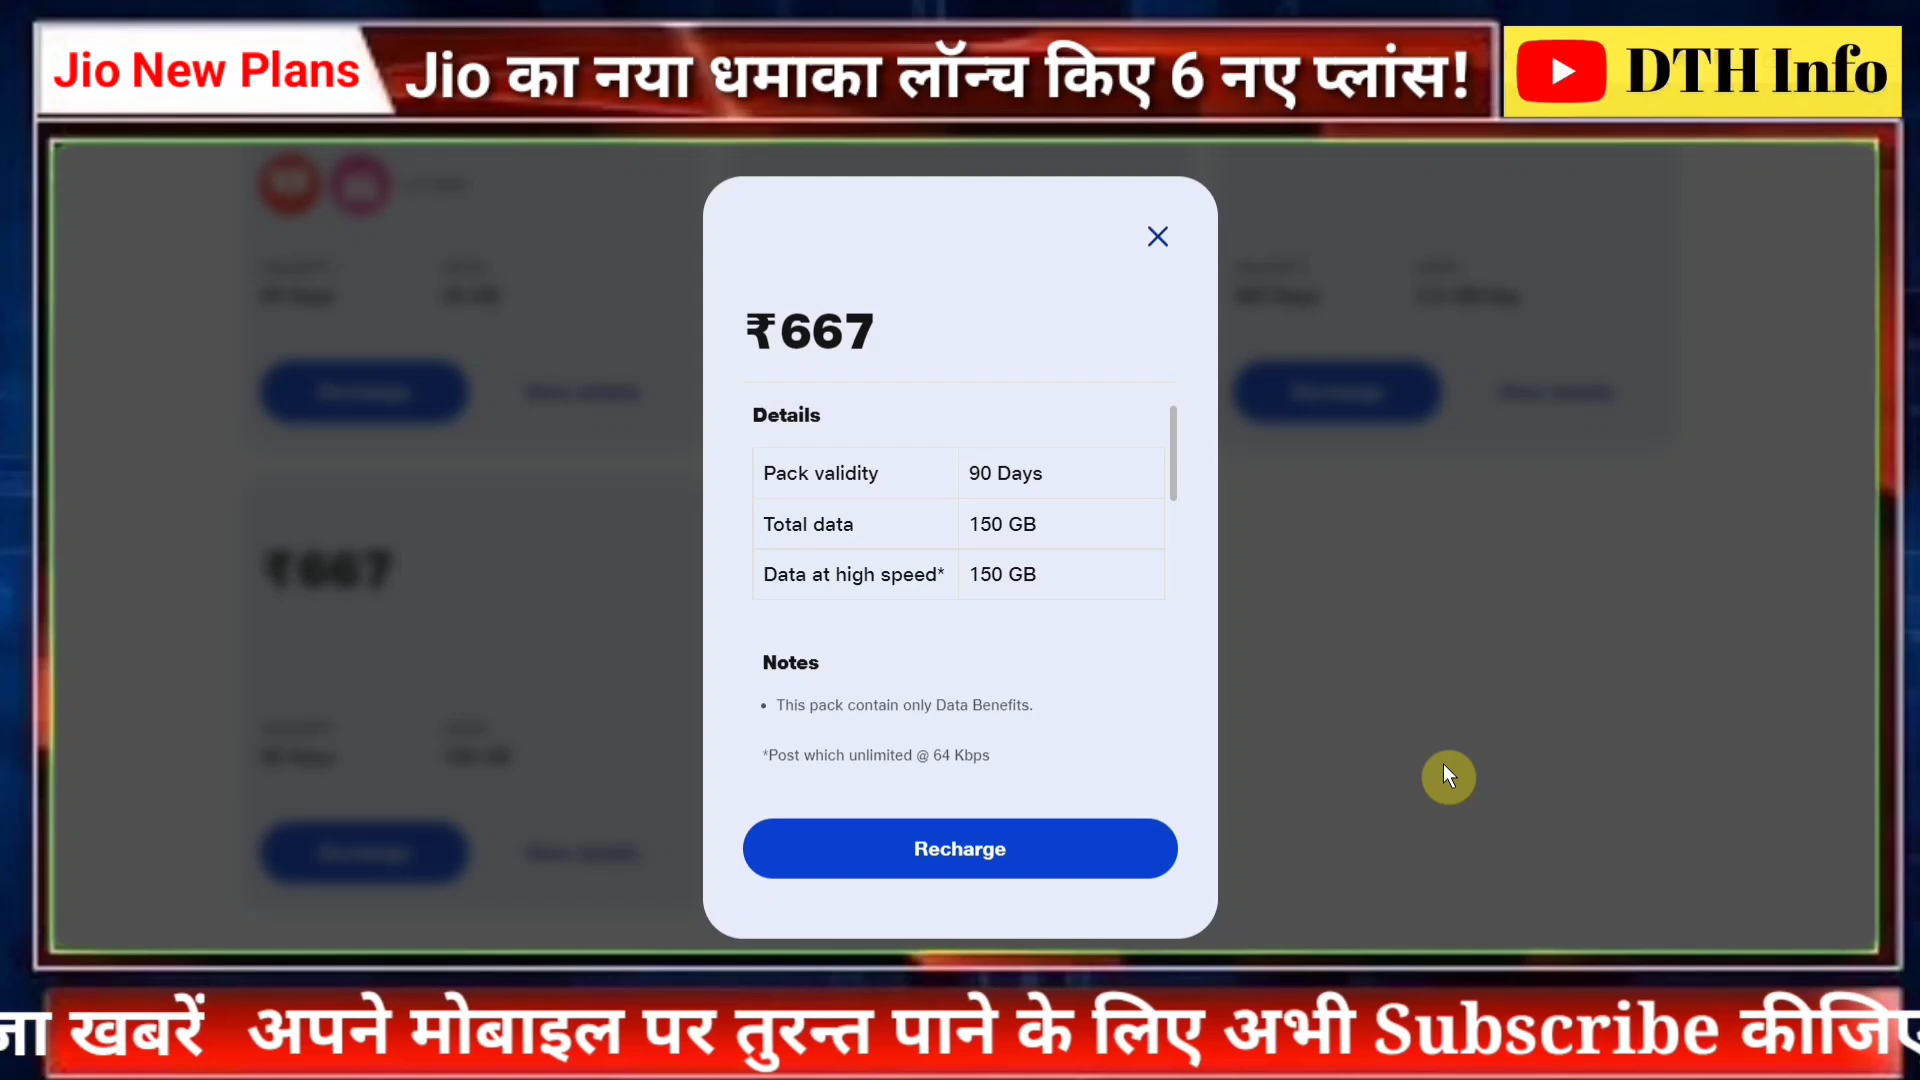 Jio New Plans
Jio का नया धमाका लॉन्च किए 6 नए प्लांस!
DTH Info
₹667
Details
Pack validity 90 Days
Total data 150 GB
Data at high speed* 150 GB
Notes
• This pack contain only Data Benefits.
*Post which unlimited @ 64 Kbps
Recharge
₹667
खबरें अपने मोबाइल पर तुरन्त पाने के लिए अभी Subscribe